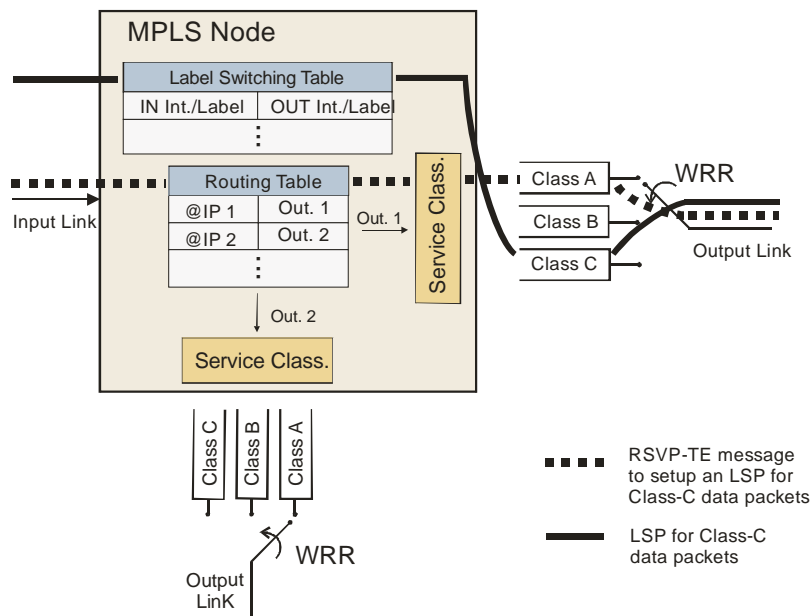 MPLS Node
Label Switching Table
IN Int./Label OUT Int./Label
Routing Table
@IP 1 Out. 1
@IP 2 Out. 2
Input Link
Out. 1
Service Class.
Out. 2
Service Class.
Class A
Class B
Class C
WRR
Output Link
Class C
Class B
Class A
WRR
Output
LinK
RSVP-TE message
to setup an LSP for
Class-C data packets
LSP for Class-C
data packets